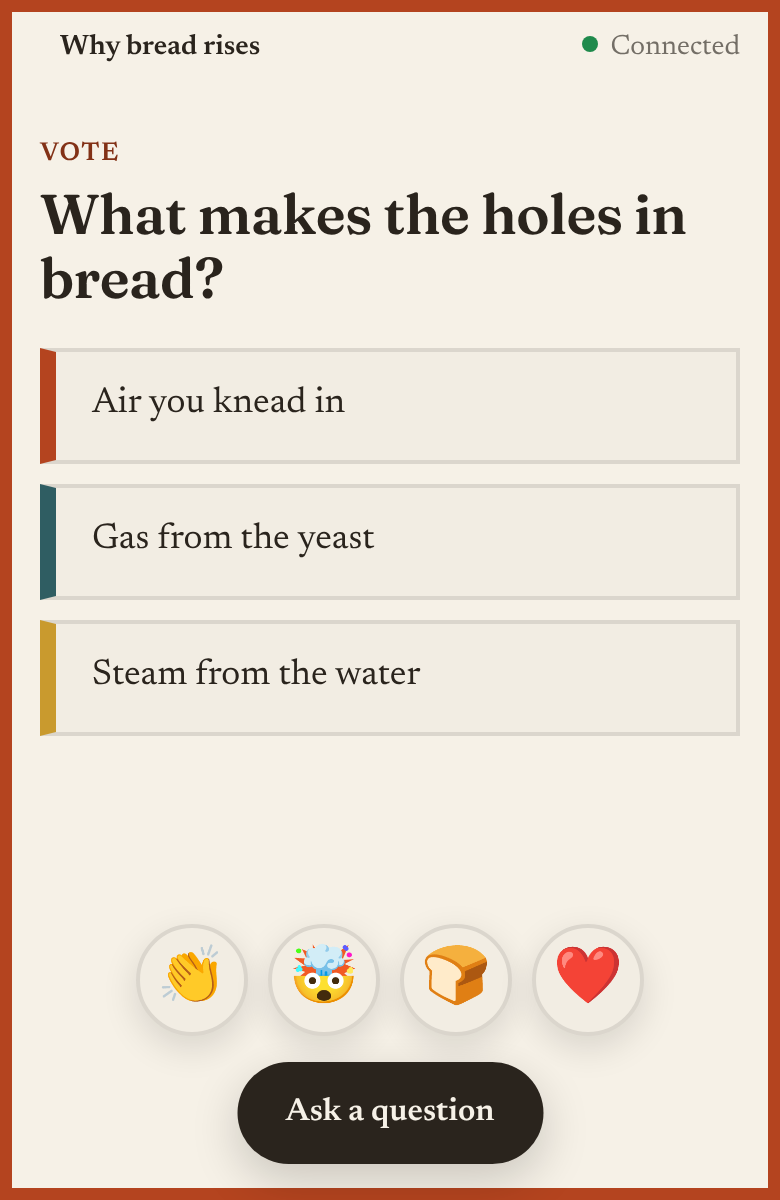 Why bread rises
Connected
VOTE
What makes the holes in
bread?
Air you knead in
Gas from the yeast
Steam from the water
Ask a question